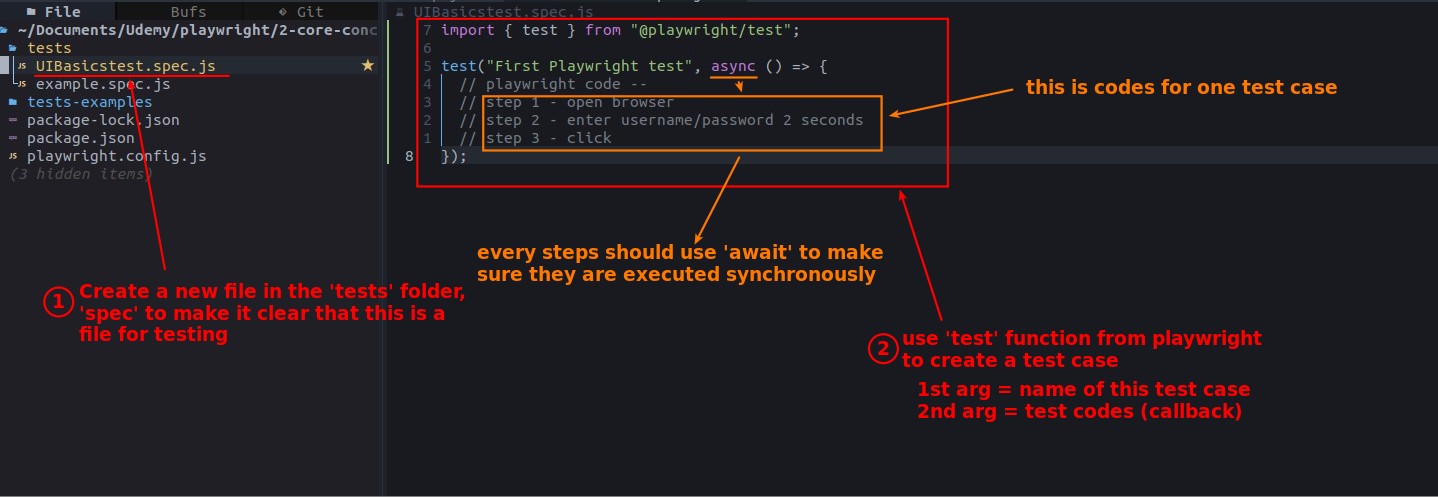 File Bufs Git
~/Documents/Udemy/playwright/2-core-conc
tests
UIBasicstest.spec.js ★
example.spec.js
tests-examples
package-lock.json
package.json
playwright.config.js
(3 hidden items)
UIBasicstest.spec.js
7 import { test } from "@playwright/test";
6
5 test("First Playwright test", async () => {
4 // playwright code --
3 // step 1 - open browser
2 // step 2 - enter username/password 2 seconds
1 // step 3 - click
8 });
this is codes for one test case
every steps should use 'await' to make
sure they are executed synchronously
1 Create a new file in the 'tests' folder,
'spec' to make it clear that this is a
file for testing
2 use 'test' function from playwright
to create a test case
1st arg = name of this test case
2nd arg = test codes (callback)